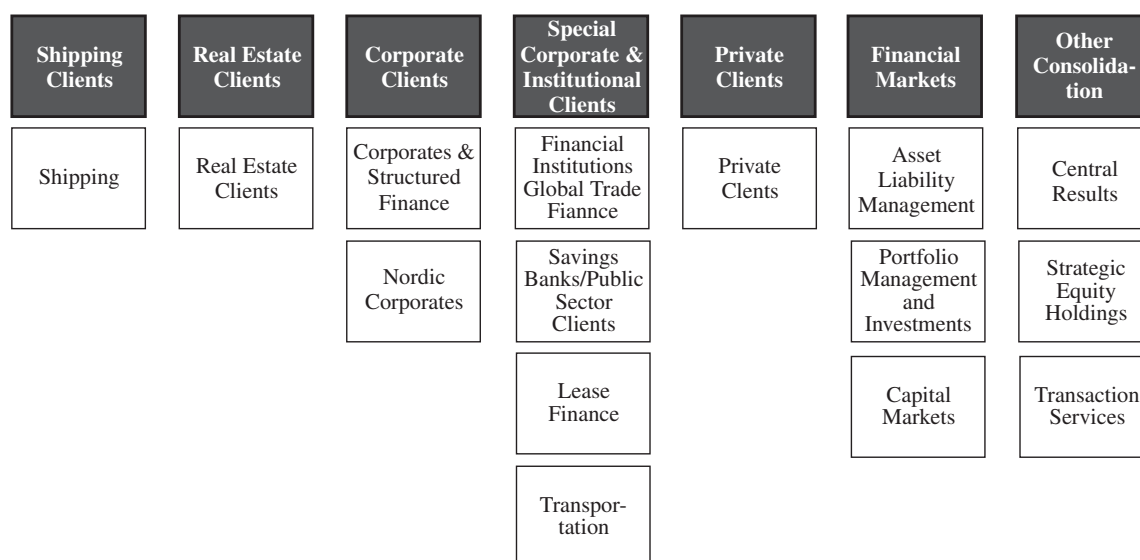 Shipping
Clients
Real Estate
Clients
Corporate
Clients
Special
Corporate &
Institutional
Clients
Private
Clients
Financial
Markets
Other
Consolida-
tion
Shipping
Real Estate
Clients
Corporates &
Structured
Finance
Financial
Institutions
Global Trade
Fiannce
Private
Clents
Asset
Liability
Management
Central
Results
Nordic
Corporates
Savings
Banks/Public
Sector
Clients
Portfolio
Management
and
Investments
Strategic
Equity
Holdings
Lease
Finance
Capital
Markets
Transaction
Services
Transpor-
tation